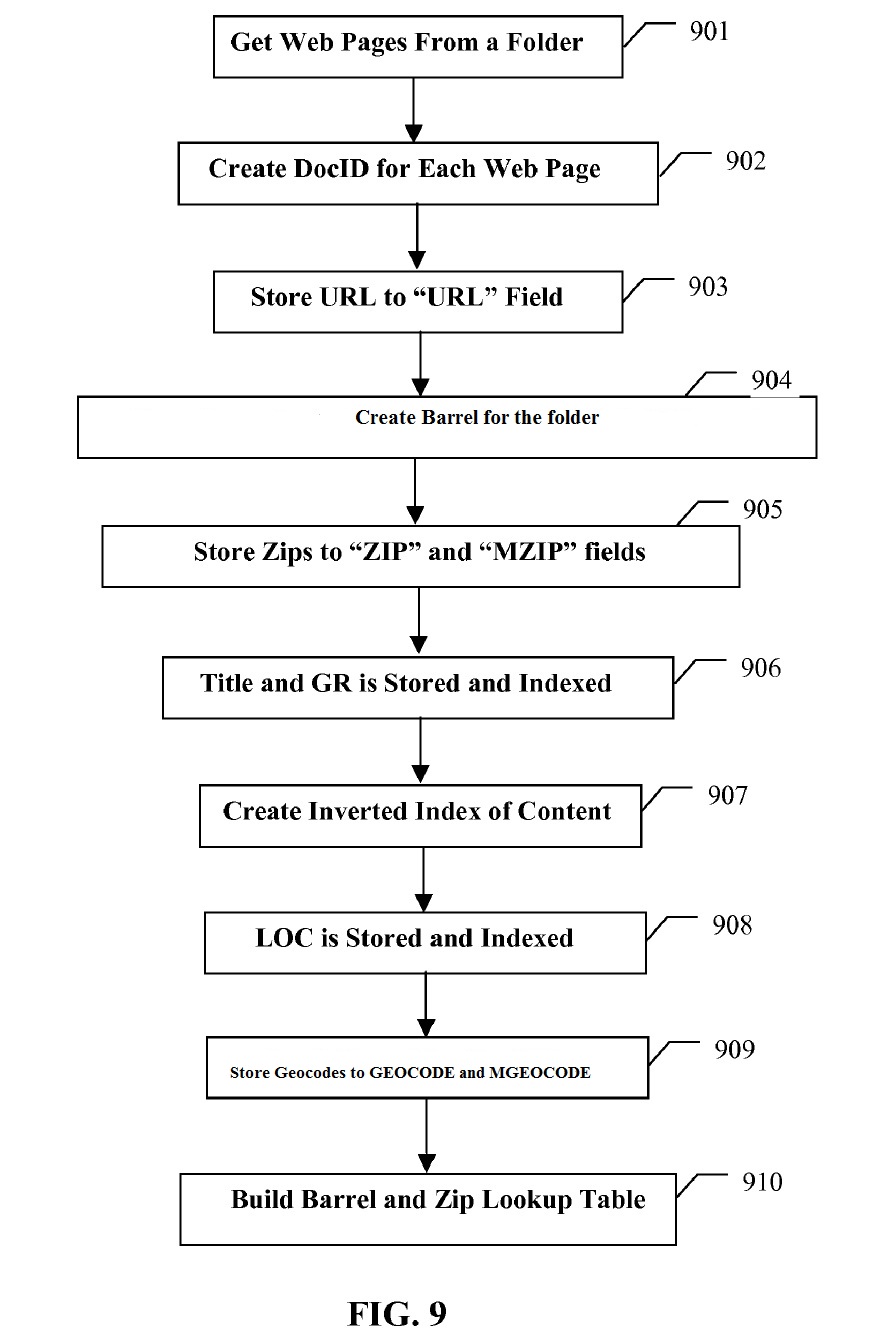 Get Web Pages From a Folder
901
Create DocID for Each Web Page
902
Store URL to “URL” Field
903
904
Create Barrel for the folder
905
Store Zips to “ZIP” and “MZIP” fields
906
Title and GR is Stored and Indexed
907
Create Inverted Index of Content
908
LOC is Stored and Indexed
909
Store Geocodes to GEOCODE and MGEOCODE
910
Build Barrel and Zip Lookup Table
FIG. 9